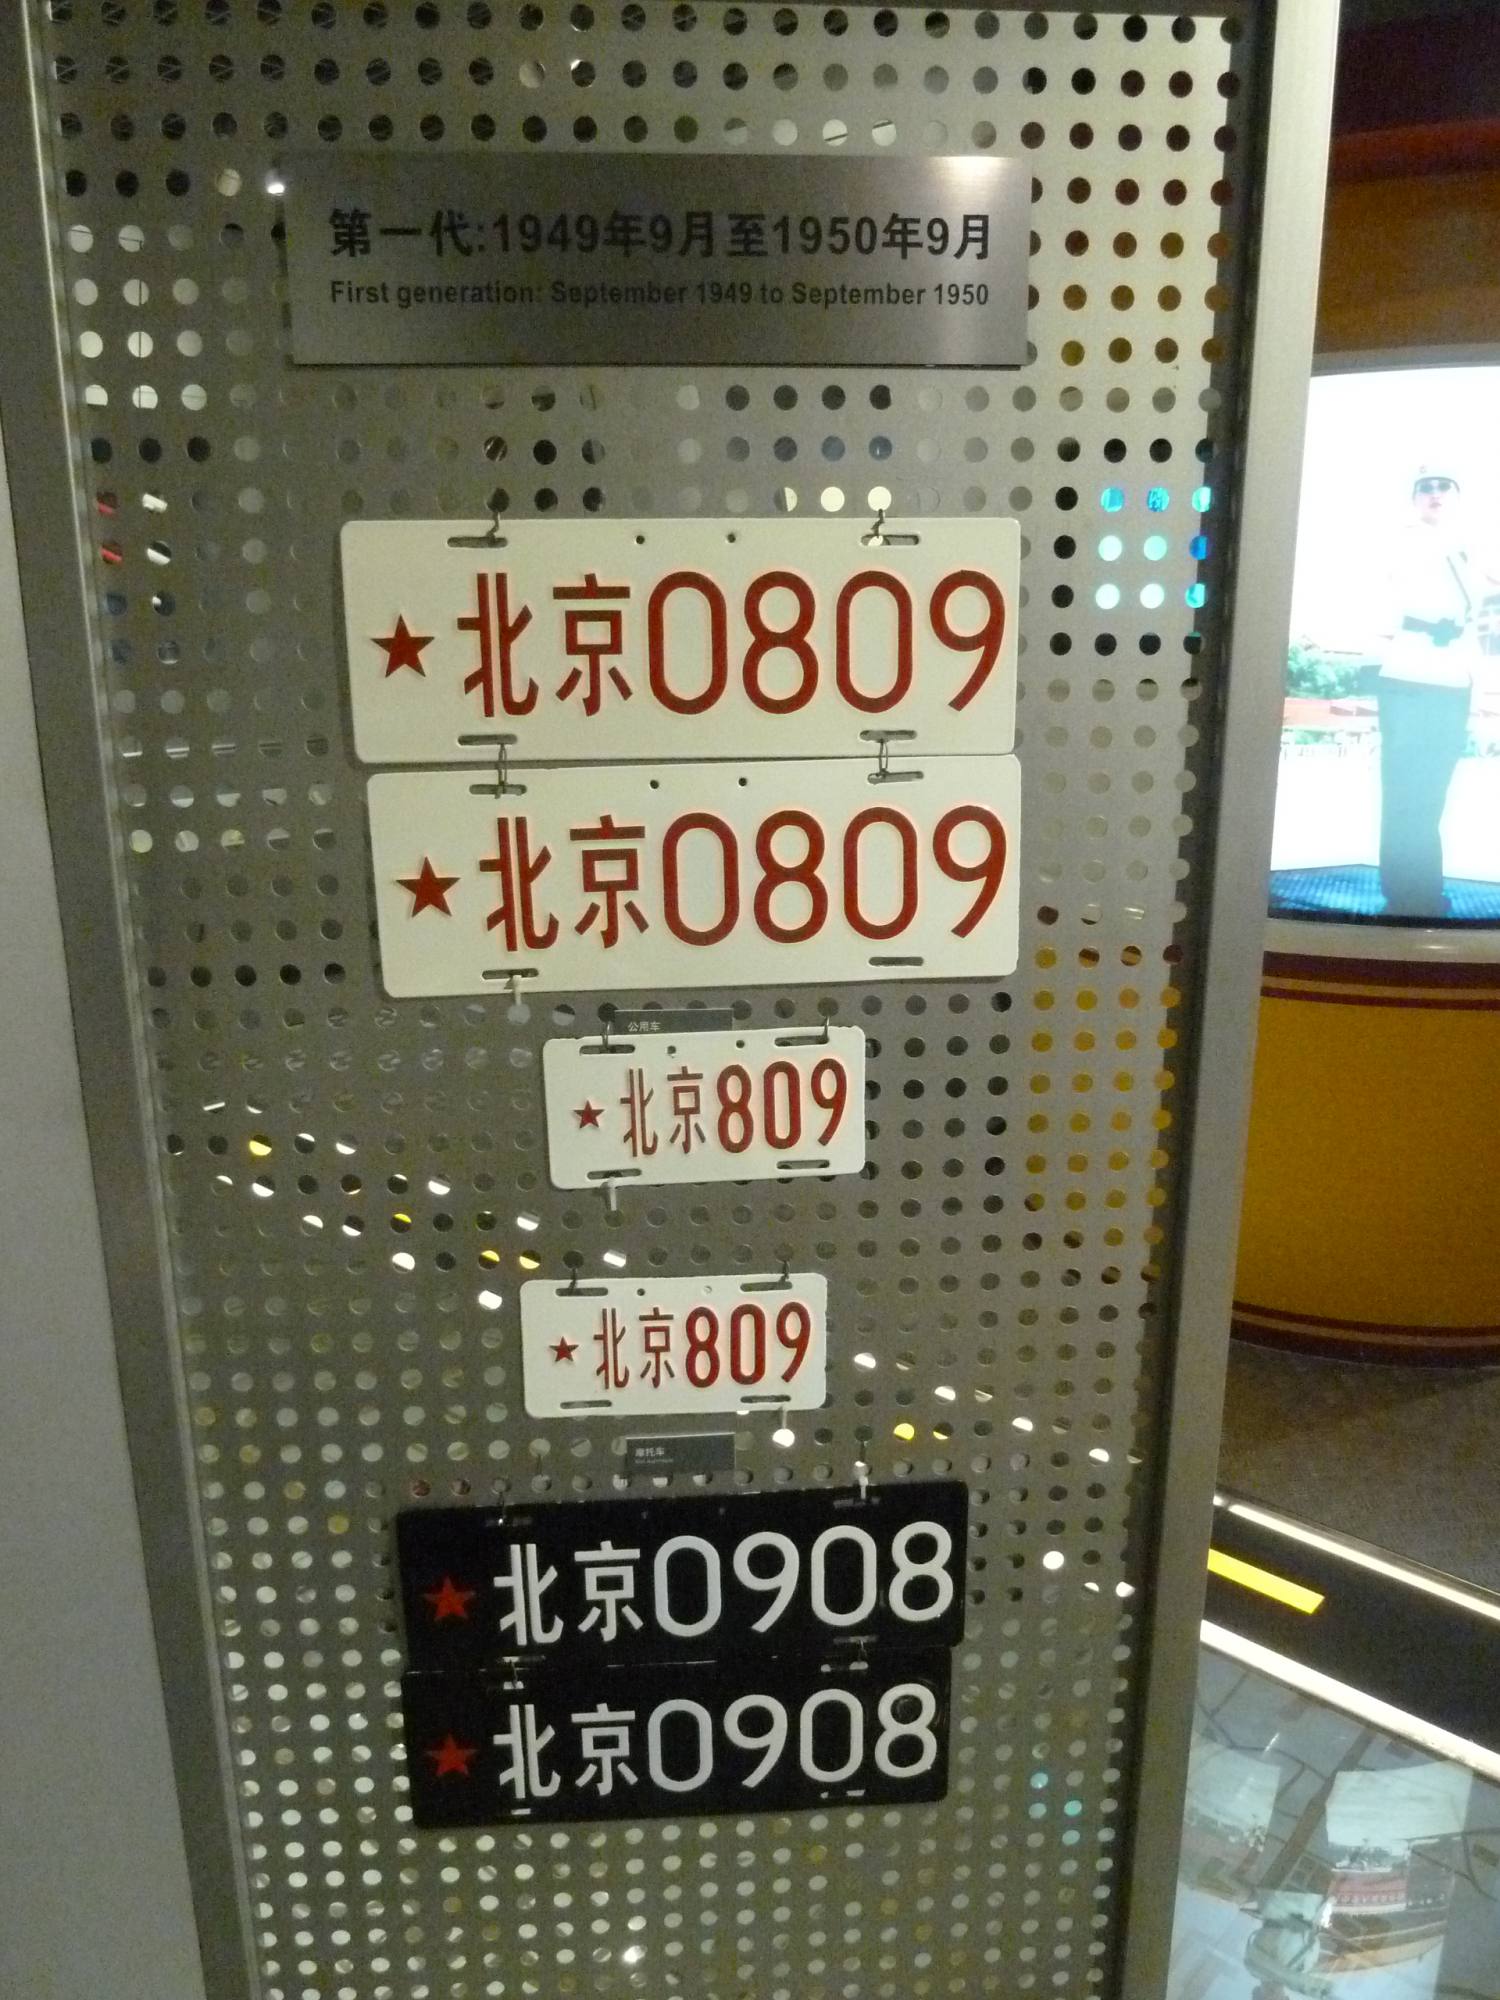 第一代:1949年9月至1950年9月
First generation: September 1949 to September 1950
★北京0809
★北京0809
公用车
★北京809
★北京809
摩托车
★北京0908
★北京0908